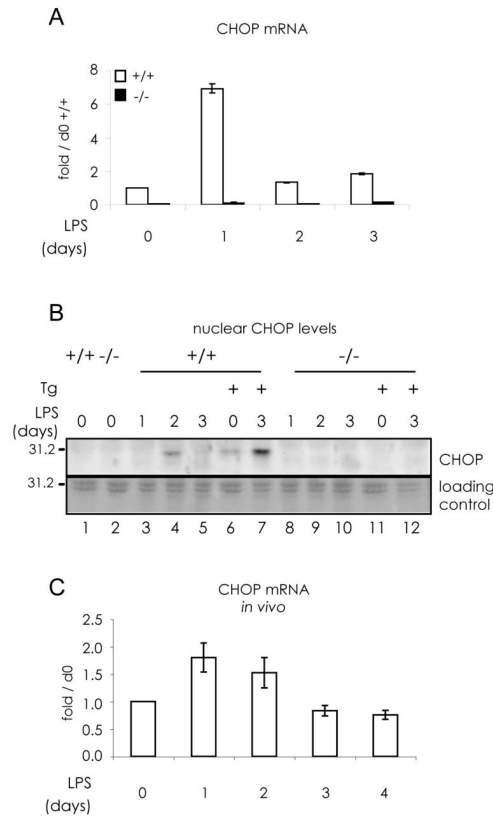 A
CHOP mRNA
fold / d0 +/+
8
6
4
2
0
+/+
-/-
LPS (days) 0 1 2 3
B
nuclear CHOP levels
+/+ -/- +/+ -/-
Tg + + + +
LPS (days) 0 0 1 2 3 0 3 1 2 3 0 3
31.2 CHOP
31.2 loading control
1 2 3 4 5 6 7 8 9 10 11 12
C
CHOP mRNA
in vivo
fold / d0
2.5
2.0
1.5
1.0
0.5
0.0
LPS (days) 0 1 2 3 4